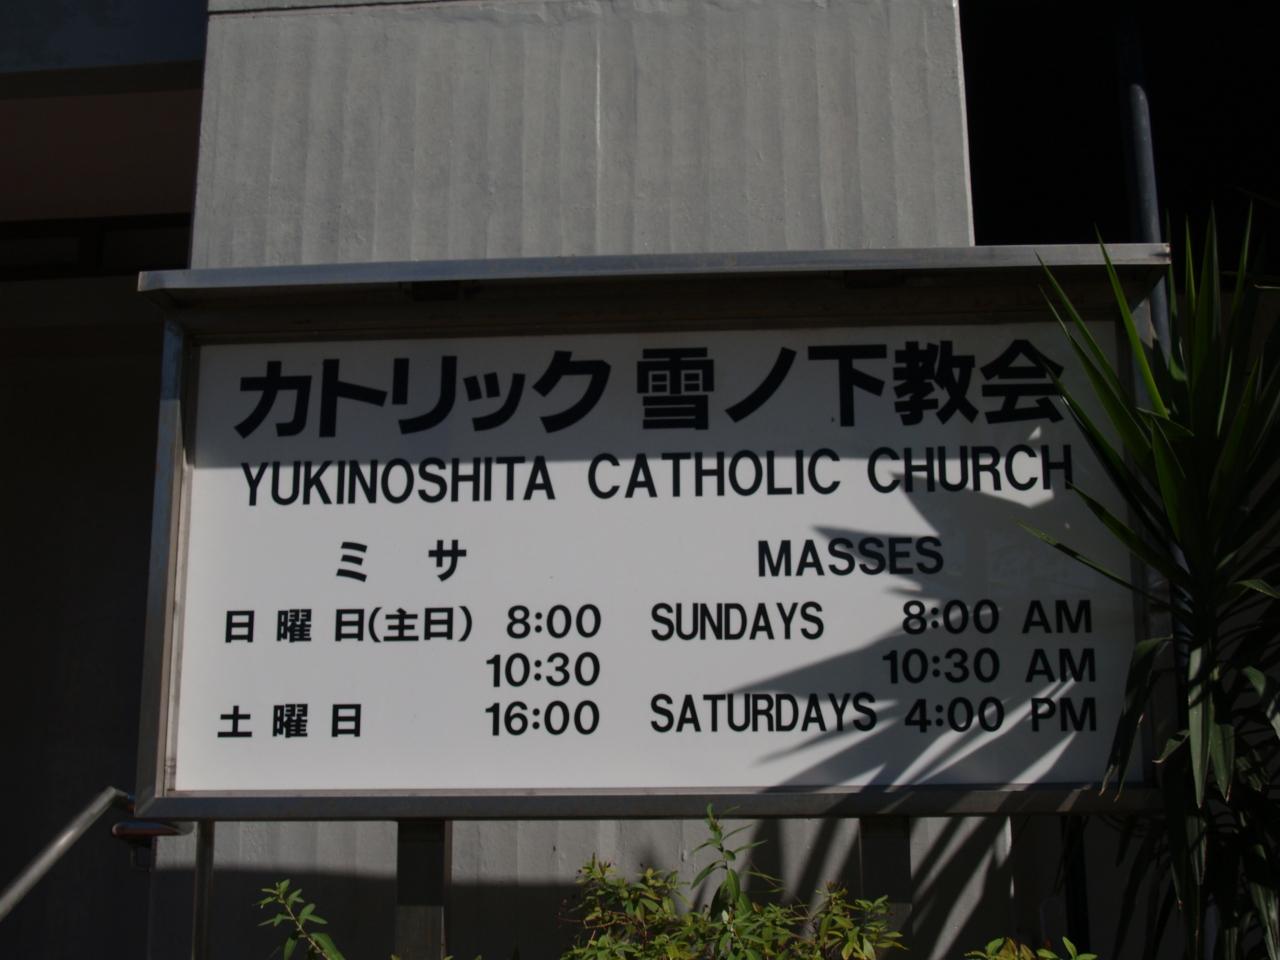 カトリック 雪ノ下教会
YUKINOSHITA CATHOLIC CHURCH
ミ サ MASSES
日曜日(主日) 8:00 SUNDAYS 8:00 AM
10:30 10:30 AM
土曜日 16:00 SATURDAYS 4:00 PM